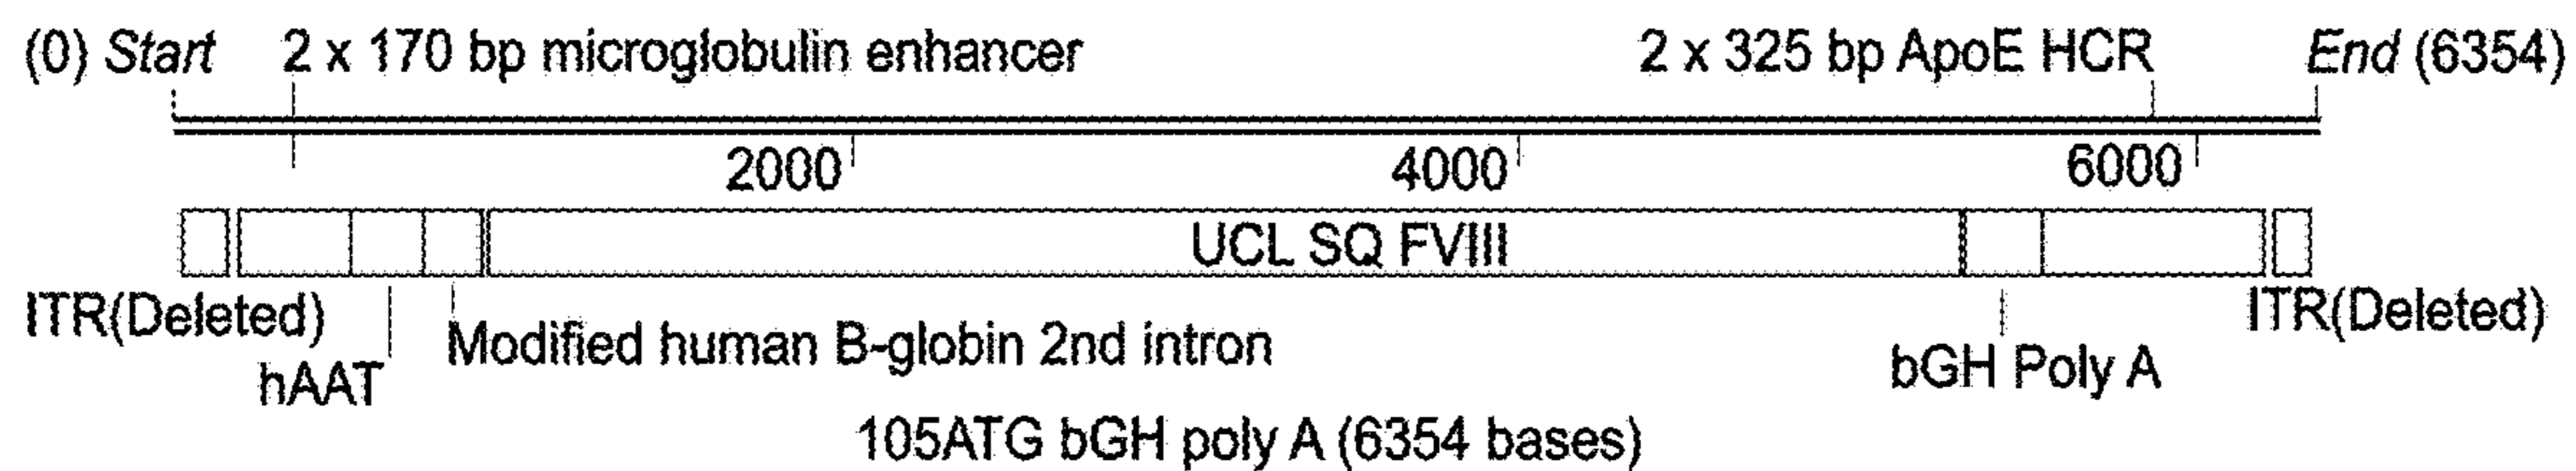 (0) Start 2 x 170 bp microglobulin enhancer 2 x 325 bp ApoE HCR End (6354)
2000 4000 6000
UCL SQ FVIII
ITR(Deleted) ITR(Deleted)
Modified human B-globin 2nd intron
hAAT bGH Poly A
105ATG bGH poly A (6354 bases)